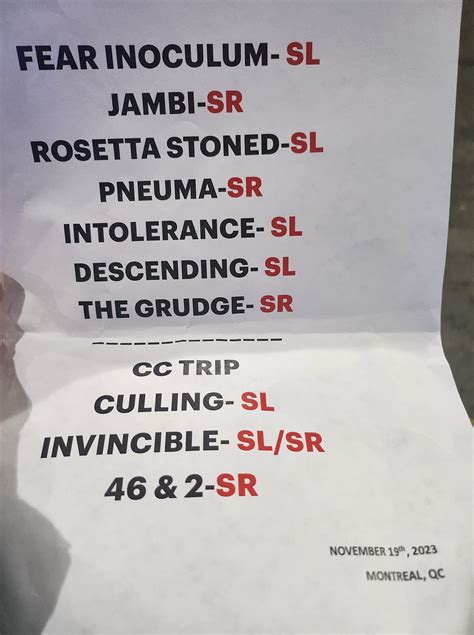 FEAR INOCULUM- SL
JAMBI-SR
ROSETTA STONED-SL
PNEUMA-SR
INTOLERANCE- SL
DESCENDING- SL
THE GRUDGE- SR
--------------
CC TRIP
CULLING- SL
INVINCIBLE- SL/SR
46 & 2-SR
NOVEMBER 19th, 2023
MONTREAL, QC